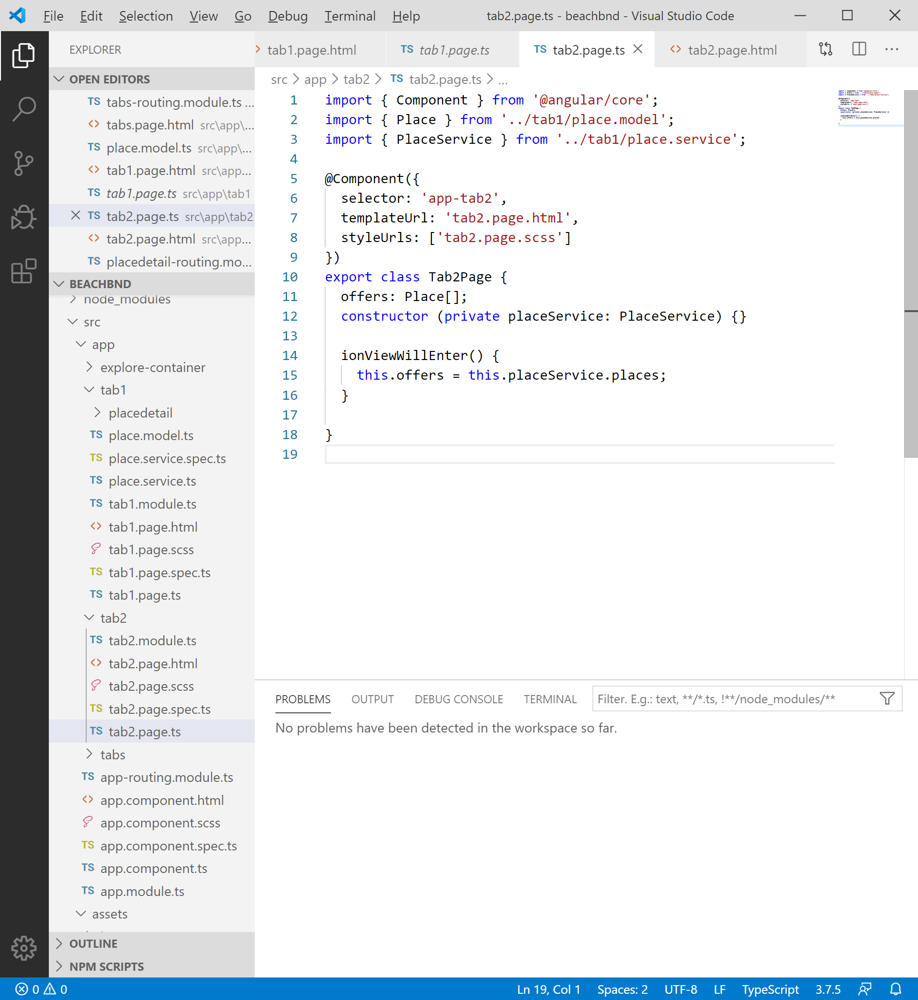 File Edit Selection View Go Debug Terminal Help tab2.page.ts - beachbnd - Visual Studio Code
EXPLORER
OPEN EDITORS
TS tabs-routing.module.ts ...
<> tabs.page.html src\app\...
TS place.model.ts src\app\...
<> tab1.page.html src\app...
TS tab1.page.ts src\app\tab1
TS tab2.page.ts src\app\tab2
<> tab2.page.html src\app...
TS placedetail-routing.mo...
BEACHBND
node_modules
src
app
explore-container
tab1
placedetail
TS place.model.ts
TS place.service.spec.ts
TS place.service.ts
TS tab1.module.ts
<> tab1.page.html
tab1.page.scss
TS tab1.page.spec.ts
TS tab1.page.ts
tab2
TS tab2.module.ts
<> tab2.page.html
tab2.page.scss
TS tab2.page.spec.ts
TS tab2.page.ts
tabs
TS app-routing.module.ts
<> app.component.html
app.component.scss
TS app.component.spec.ts
TS app.component.ts
TS app.module.ts
assets
OUTLINE
NPM SCRIPTS
> tab1.page.html TS tab1.page.ts TS tab2.page.ts <> tab2.page.html ...
src > app > tab2 > TS tab2.page.ts > ...
1 import { Component } from '@angular/core';
2 import { Place } from '../tab1/place.model';
3 import { PlaceService } from '../tab1/place.service';
4
5 @Component({
6 selector: 'app-tab2',
7 templateUrl: 'tab2.page.html',
8 styleUrls: ['tab2.page.scss']
9 })
10 export class Tab2Page {
11 offers: Place[];
12 constructor (private placeService: PlaceService) {}
13
14 ionViewWillEnter() {
15 this.offers = this.placeService.places;
16 }
17
18 }
19
PROBLEMS OUTPUT DEBUG CONSOLE TERMINAL Filter. E.g.: text, **/*.ts, !**/node_modules/**
No problems have been detected in the workspace so far.
0 0 Ln 19, Col 1 Spaces: 2 UTF-8 LF TypeScript 3.7.5